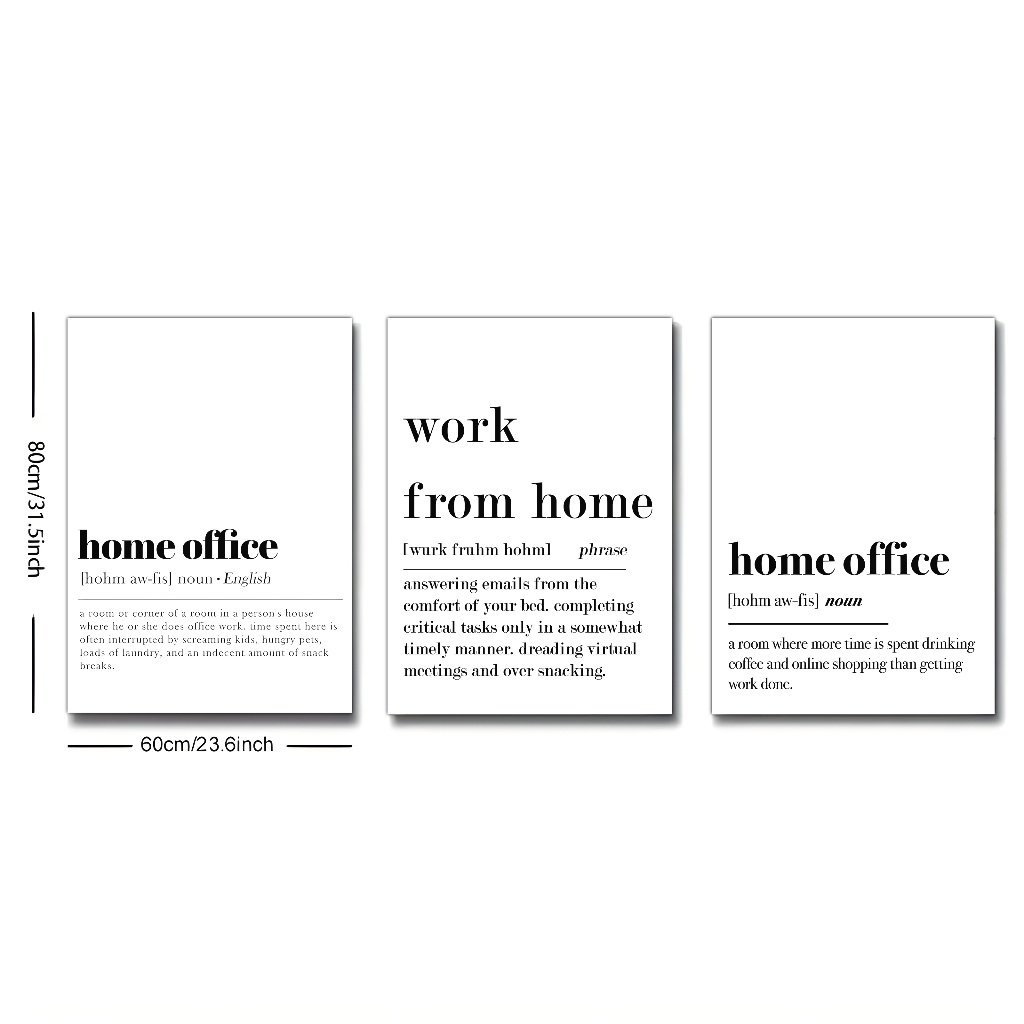 80cm/31.5inch
home office
[hohm aw-fis] noun • English
a room or corner of a room in a person's house
where he or she does office work. time spent here is
often interrupted by screaming kids, hungry pets,
loads of laundry, and an indecent amount of snack
breaks.
60cm/23.6inch
work
from home
[wurk fruhm hohm] phrase
answering emails from the
comfort of your bed. completing
critical tasks only in a somewhat
timely manner. dreading virtual
meetings and over snacking.
home office
[hohm aw-fis] noun
a room where more time is spent drinking
coffee and online shopping than getting
work done.